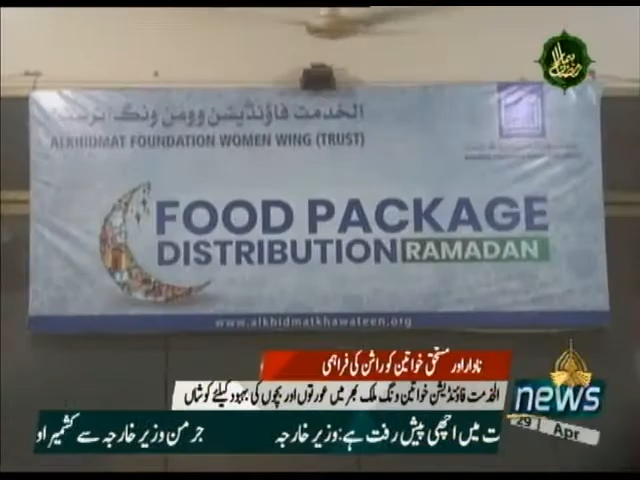 الخدمت فاؤنڈیشن وومن ونگ ٹرسٹ
ALKHIDMAT FOUNDATION WOMEN WING (TRUST)
FOOD PACKAGE
DISTRIBUTION RAMADAN
www.alkhidmatkhawateen.org
نادار اور مستحق خواتین کو راشن کی فراہمی
الخدمت فاؤنڈیشن خواتین ونگ ملک بھر میں عورتوں اور بچوں کی بہبود کیلئے کوشاں
news
ت میں اچھی پیش رفت ہے: وزیر خارجہ جرمن وزیر خارجہ سے کشمیر او
29 Apr